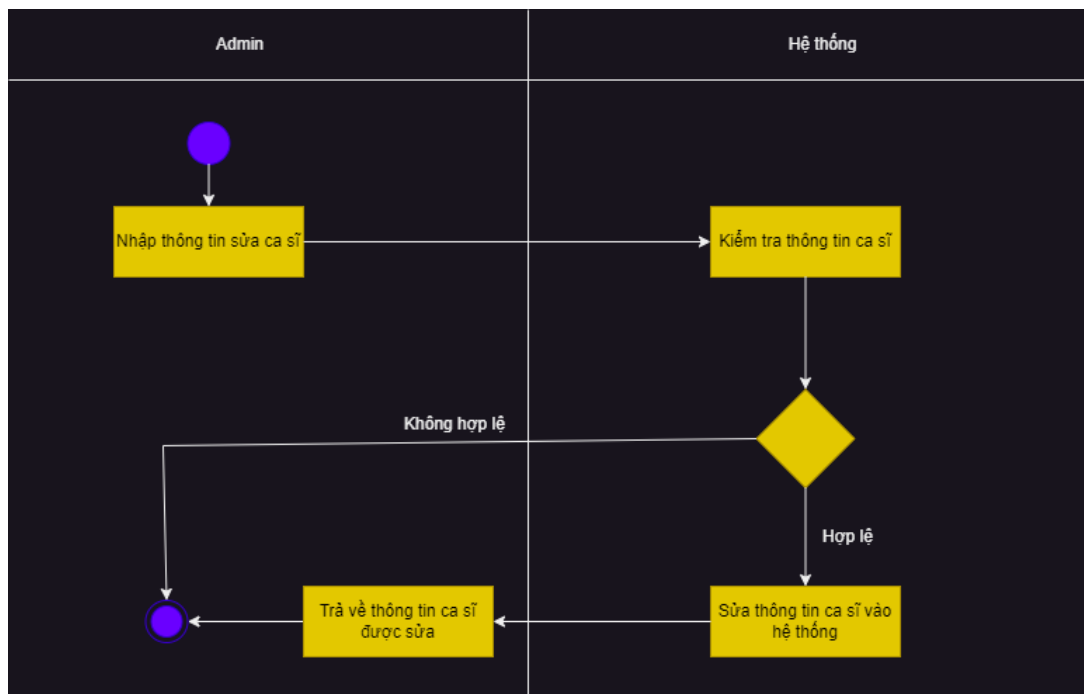 Admin
Hệ thống
Nhập thông tin sửa ca sĩ
Kiểm tra thông tin ca sĩ
Không hợp lệ
Hợp lệ
Trả về thông tin ca sĩ
được sửa
Sửa thông tin ca sĩ vào
hệ thống